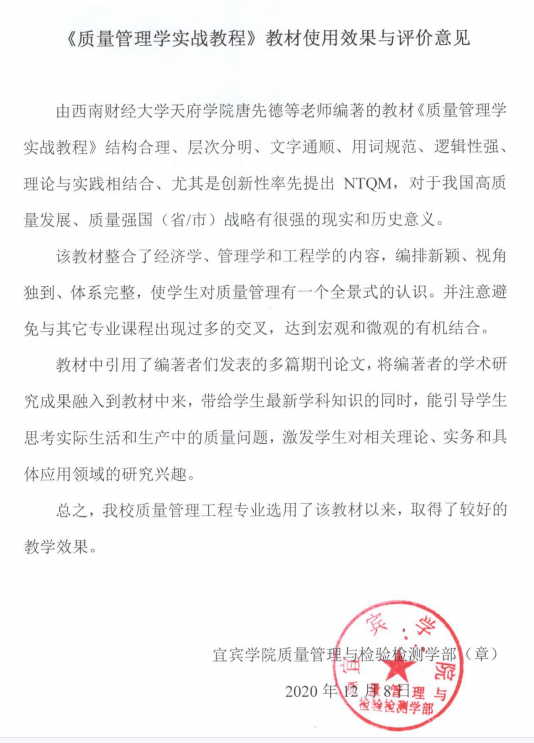 《质量管理学实战教程》教材使用效果与评价意见
由西南财经大学天府学院唐先德等老师编著的教材《质量管理学
实战教程》结构合理、层次分明、文字通顺、用词规范、逻辑性强、
理论与实践相结合、尤其是创新性率先提出 NTQM，对于我国高质
量发展、质量强国（省/市）战略有很强的现实和历史意义。
该教材整合了经济学、管理学和工程学的内容，编排新颖、视角
独到、体系完整，使学生对质量管理有一个全景式的认识。并注意避
免与其它专业课程出现过多的交叉，达到宏观和微观的有机结合。
教材中引用了编著者们发表的多篇期刊论文，将编著者的学术研
究成果融入到教材中来，带给学生最新学科知识的同时，能引导学生
思考实际生活和生产中的质量问题，激发学生对相关理论、实务和具
体应用领域的研究兴趣。
总之，我校质量管理工程专业选用了该教材以来，取得了较好的
教学效果。
宜宾学院质量管理与检验检测学部（章）
2020 年 12 月 8 日
宜宾学院
质量管理与
检验检测学部